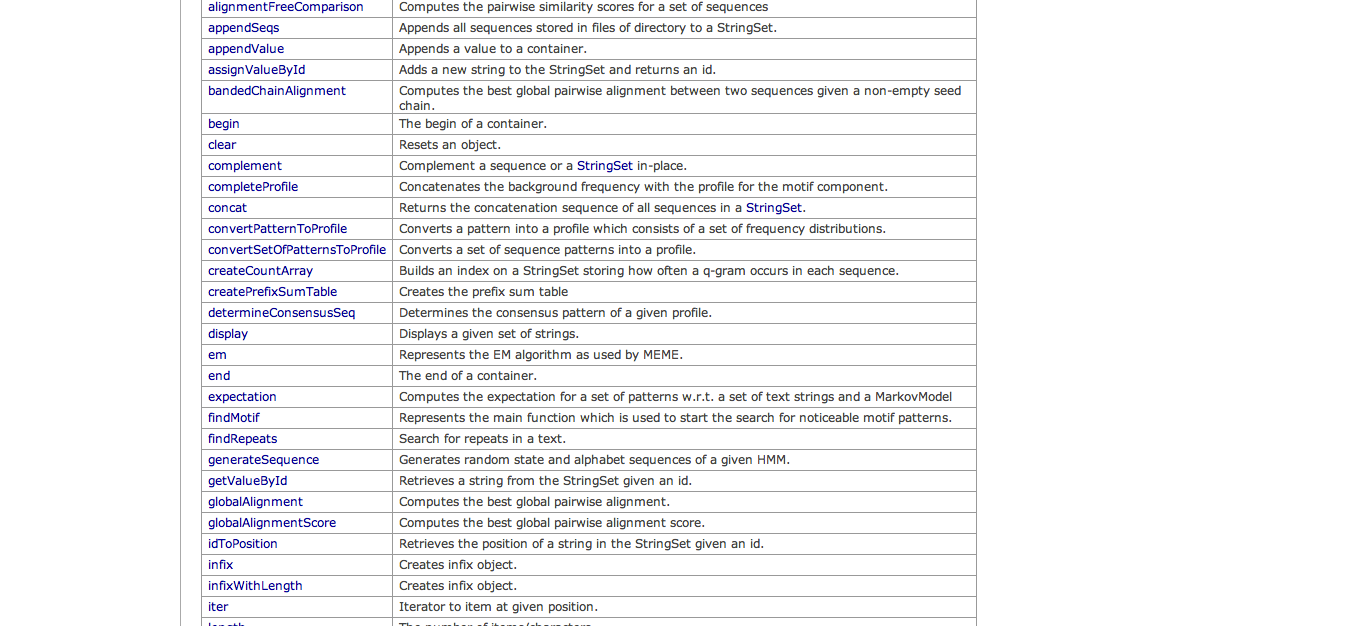 alignmentFreeComparison Computes the pairwise similarity scores for a set of sequences
appendSeqs Appends all sequences stored in files of directory to a StringSet.
appendValue Appends a value to a container.
assignValueById Adds a new string to the StringSet and returns an id.
bandedChainAlignment Computes the best global pairwise alignment between two sequences given a non-empty seed
chain.
begin The begin of a container.
clear Resets an object.
complement Complement a sequence or a StringSet in-place.
completeProfile Concatenates the background frequency with the profile for the motif component.
concat Returns the concatenation sequence of all sequences in a StringSet.
convertPatternToProfile Converts a pattern into a profile which consists of a set of frequency distributions.
convertSetOfPatternsToProfile Converts a set of sequence patterns into a profile.
createCountArray Builds an index on a StringSet storing how often a q-gram occurs in each sequence.
createPrefixSumTable Creates the prefix sum table
determineConsensusSeq Determines the consensus pattern of a given profile.
display Displays a given set of strings.
em Represents the EM algorithm as used by MEME.
end The end of a container.
expectation Computes the expectation for a set of patterns w.r.t. a set of text strings and a MarkovModel
findMotif Represents the main function which is used to start the search for noticeable motif patterns.
findRepeats Search for repeats in a text.
generateSequence Generates random state and alphabet sequences of a given HMM.
getValueById Retrieves a string from the StringSet given an id.
globalAlignment Computes the best global pairwise alignment.
globalAlignmentScore Computes the best global pairwise alignment score.
idToPosition Retrieves the position of a string in the StringSet given an id.
infix Creates infix object.
infixWithLength Creates infix object.
iter Iterator to item at given position.
length The number of items/characters